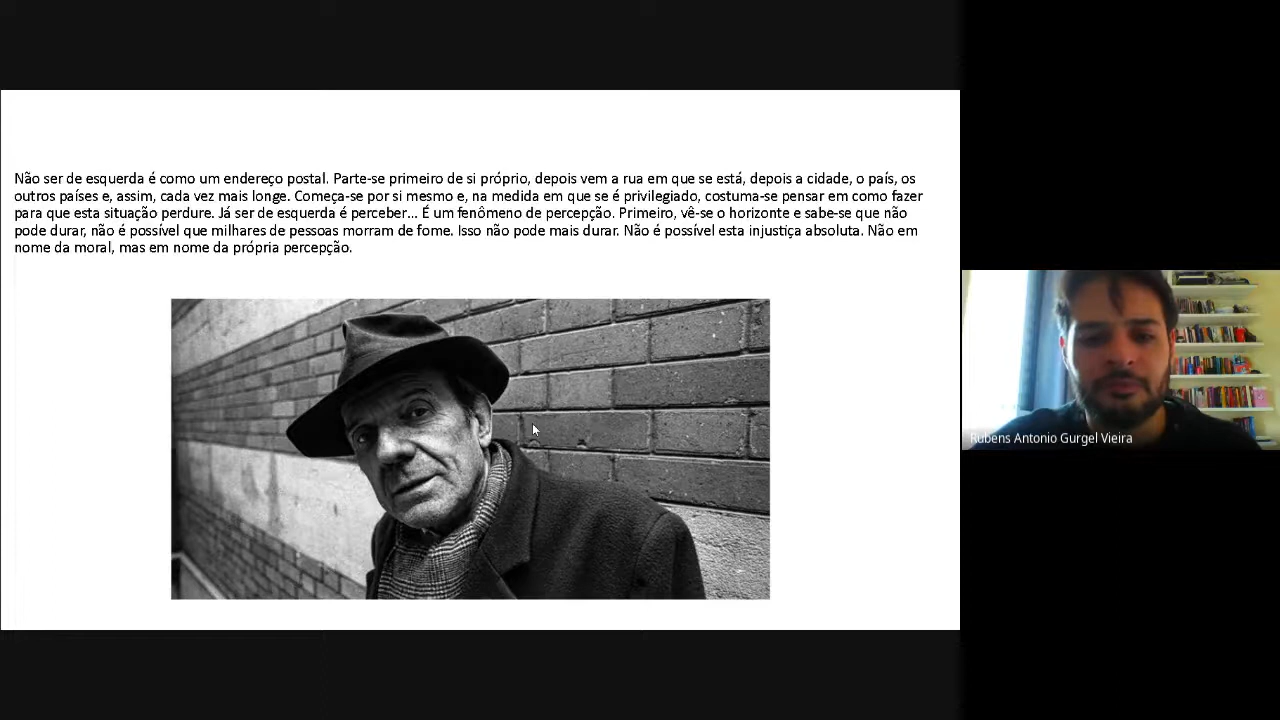 Não ser de esquerda é como um endereço postal. Parte-se primeiro de si próprio, depois vem a rua em que se está, depois a cidade, o país, os
outros países e, assim, cada vez mais longe. Começa-se por si mesmo e, na medida em que se é privilegiado, costuma-se pensar em como fazer
para que esta situação perdure. Já ser de esquerda é perceber... É um fenômeno de percepção. Primeiro, vê-se o horizonte e sabe-se que não
pode durar, não é possível que milhares de pessoas morram de fome. Isso não pode mais durar. Não é possível esta injustiça absoluta. Não em
nome da moral, mas em nome da própria percepção.
Rubens Antonio Gurgel Vieira